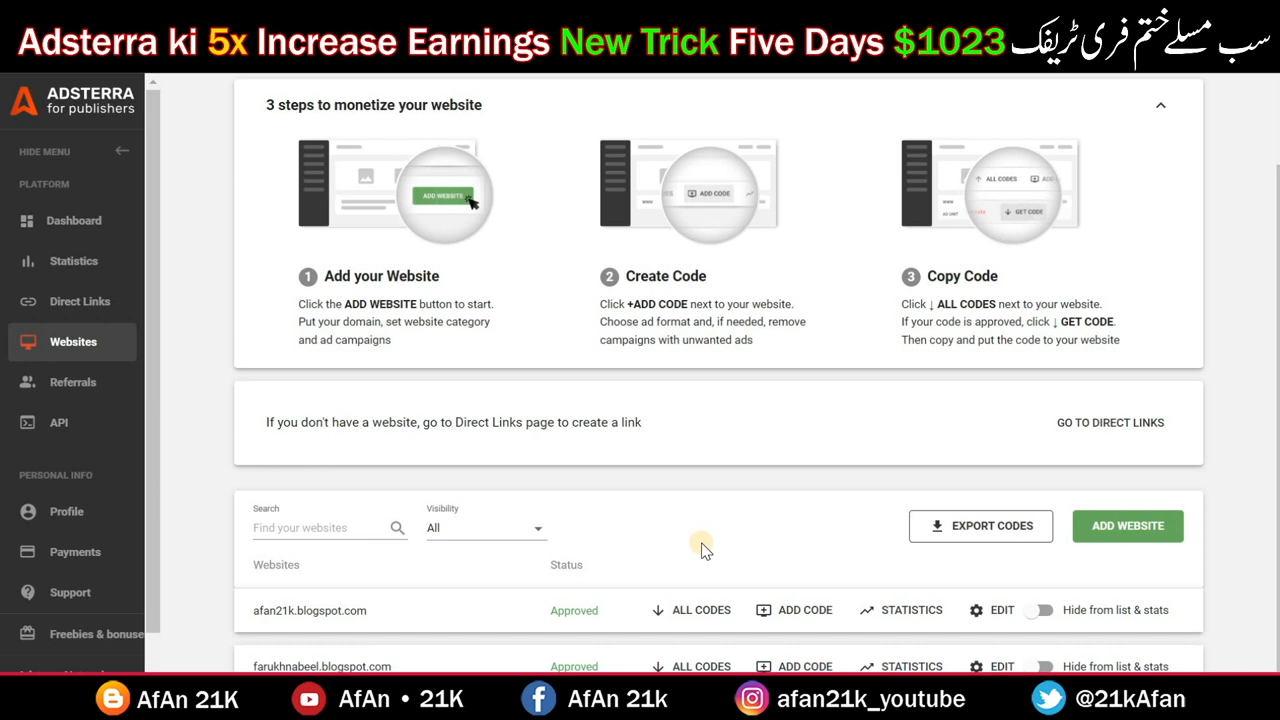 Adsterra ki 5x Increase Earnings New Trick Five Days $1023 سب مسلے ختم فری ٹریفک
ADSTERRA
for publishers
HIDE MENU
PLATFORM
Dashboard
Statistics
Direct Links
Websites
Referrals
API
PERSONAL INFO
Profile
Payments
Support
Freebies & bonuse
3 steps to monetize your website
ADD WEBSITE
ADD CODE
ALL CODES
GET CODE
1 Add your Website
Click the ADD WEBSITE button to start.
Put your domain, set website category
and ad campaigns
2 Create Code
Click +ADD CODE next to your website.
Choose ad format and, if needed, remove
campaigns with unwanted ads
3 Copy Code
Click ↓ ALL CODES next to your website.
If your code is approved, click ↓ GET CODE.
Then copy and put the code to your website
If you don't have a website, go to Direct Links page to create a link
GO TO DIRECT LINKS
Search
Find your websites
Visibility
All
EXPORT CODES
ADD WEBSITE
Websites Status
afan21k.blogspot.com Approved ALL CODES ADD CODE STATISTICS EDIT Hide from list & stats
farukhnabeel.blogspot.com Approved ALL CODES ADD CODE STATISTICS EDIT Hide from list & stats
AfAn 21K AfAn • 21K AfAn 21k afan21k_youtube @21kAfan